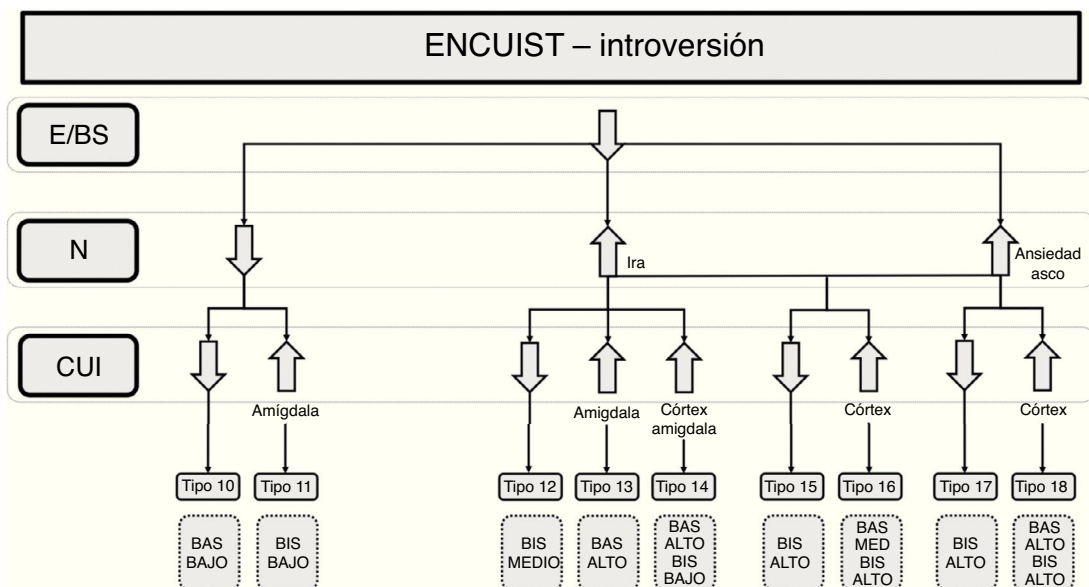 ENCUIST – introversión
E/BS
N
Ira
Ansiedad
asco
CUI
Amígdala
Amigdala
Córtex
amigdala
Córtex
Córtex
Tipo 10
Tipo 11
Tipo 12
Tipo 13
Tipo 14
Tipo 15
Tipo 16
Tipo 17
Tipo 18
BAS
BAJO
BIS
BAJO
BIS
MEDIO
BAS
ALTO
BAS
ALTO
BIS
BAJO
BIS
ALTO
BAS
MED
BIS
ALTO
BIS
ALTO
BAS
ALTO
BIS
ALTO